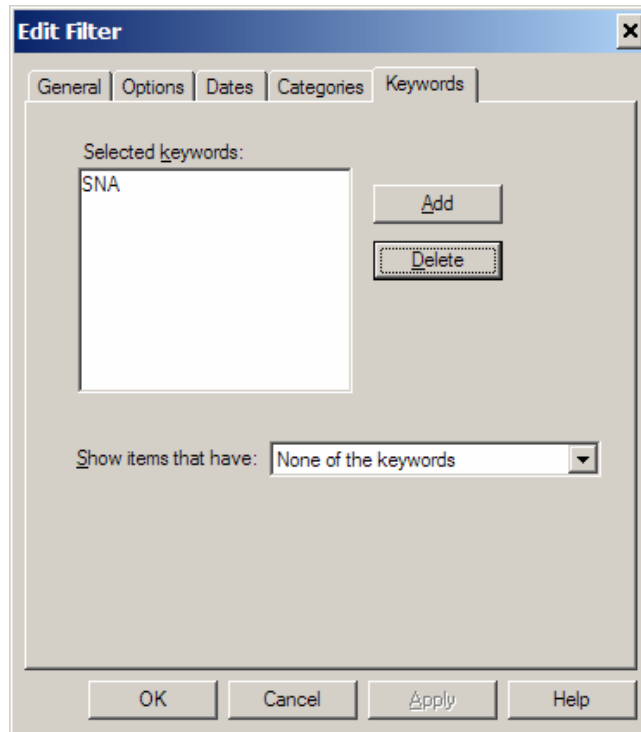 Edit Filter
General Options Dates Categories Keywords
Selected keywords:
SNA
Add
Delete
Show items that have: None of the keywords
OK Cancel Apply Help